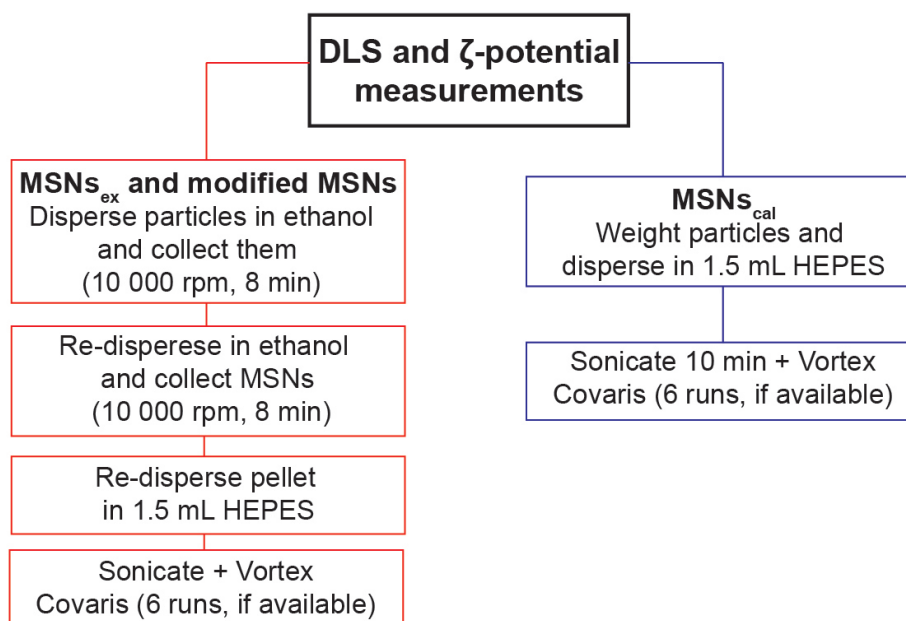 DLS and ζ-potential
measurements
MSNs_ex and modified MSNs
Disperse particles in ethanol
and collect them
(10 000 rpm, 8 min)
Re-disperese in ethanol
and collect MSNs
(10 000 rpm, 8 min)
Re-disperse pellet
in 1.5 mL HEPES
Sonicate + Vortex
Covaris (6 runs, if available)
MSNs_cal
Weight particles and
disperse in 1.5 mL HEPES
Sonicate 10 min + Vortex
Covaris (6 runs, if available)